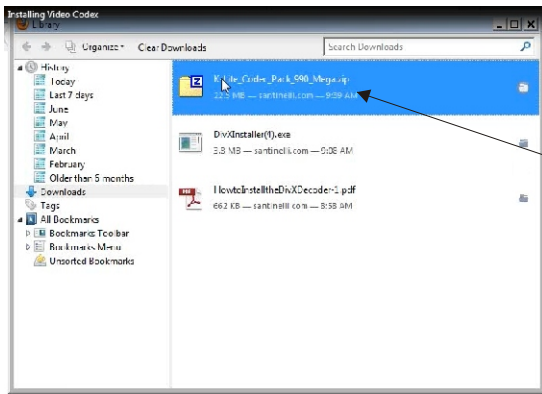 Installing Video Codex
Library
Organize Clear Downloads Search Downloads
History
Today
Last 7 days
June
May
April
March
February
Older than 6 months
Downloads
Tags
All Bookmarks
Bookmarks Toolbar
Bookmarks Menu
Unsorted Bookmarks
K-Lite_Codec_Pack_990_Mega.zip
22.5 MB — santinelli.com — 9:09 AM
DivXInstaller(1).exe
3.8 MB — santinelli.com — 9:08 AM
HowtoInstalltheDivXDecoder-1.pdf
662 KB — santinelli.com — 8:58 AM